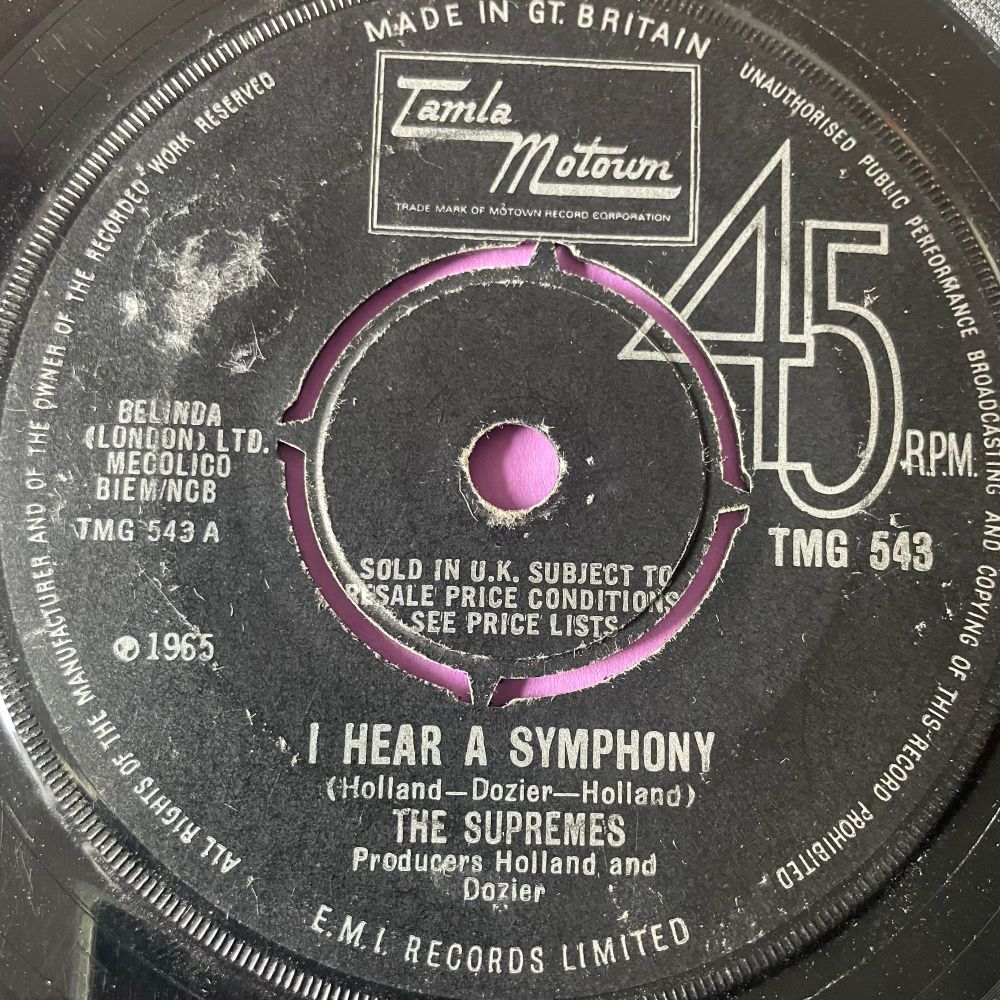 MADE IN GT. BRITAIN
UNAUTHORISED PUBLIC PERFORMANCE BROADCASTING AND COPYING OF THIS RECORD PROHIBITED
ALL RIGHTS OF THE MANUFACTURER AND OF THE OWNER OF THE RECORDED WORK RESERVED
Tamla
Motown
TRADE MARK OF MOTOWN RECORD CORPORATION
45
R.P.M.
BELINDA
(LONDON) LTD.
MECOLICO
BIEM/NCB
TMG 543 A
TMG 543
SOLD IN U.K. SUBJECT TO
RESALE PRICE CONDITIONS
SEE PRICE LISTS
℗ 1965
I HEAR A SYMPHONY
(Holland—Dozier—Holland)
THE SUPREMES
Producers Holland and
Dozier
E.M.I. RECORDS LIMITED